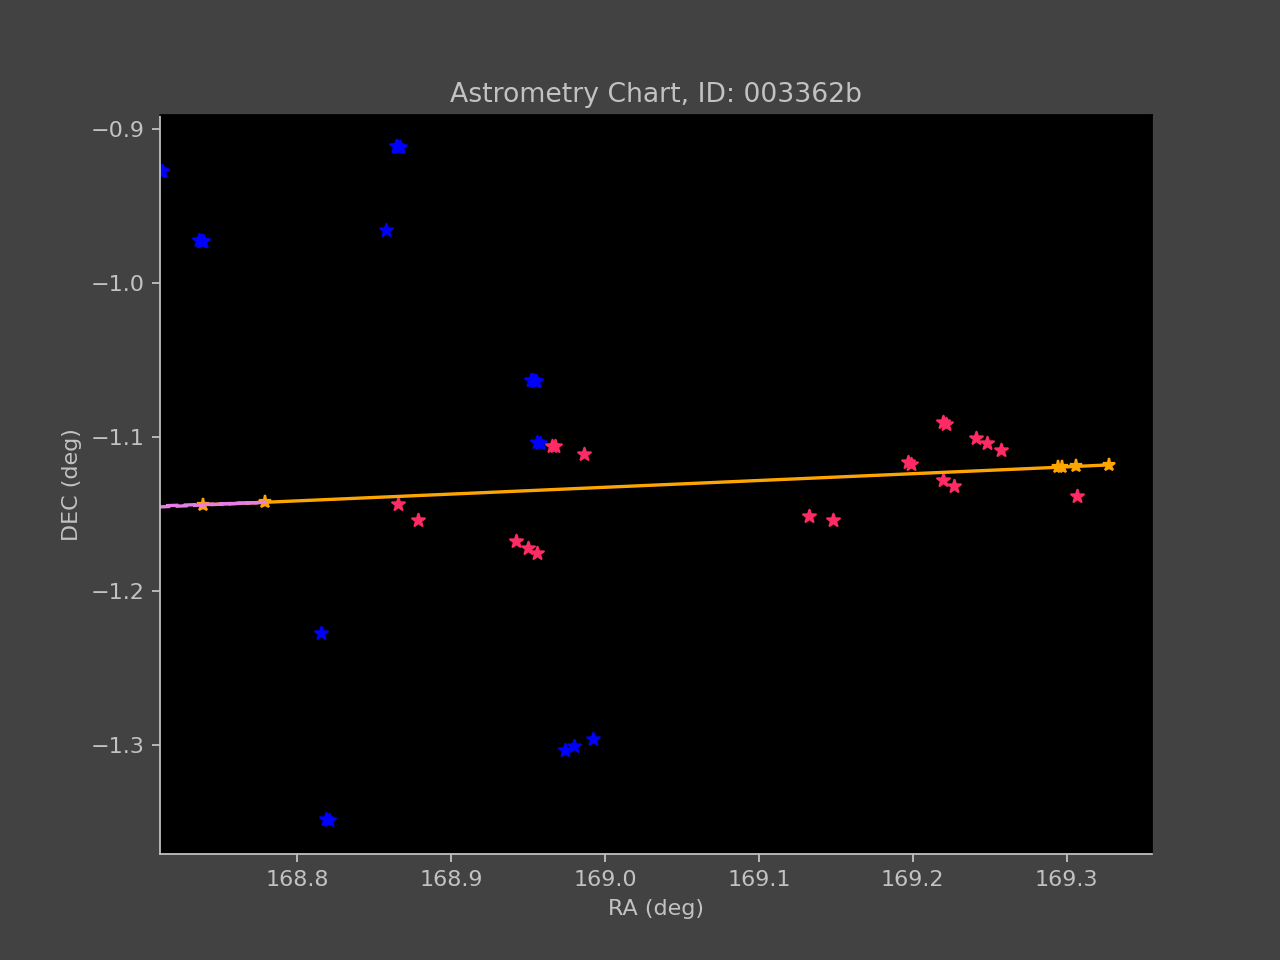 Astrometry Chart, ID: 003362b
−0.9
−1.0
−1.1
−1.2
−1.3
DEC (deg)
168.8 168.9 169.0 169.1 169.2 169.3
RA (deg)